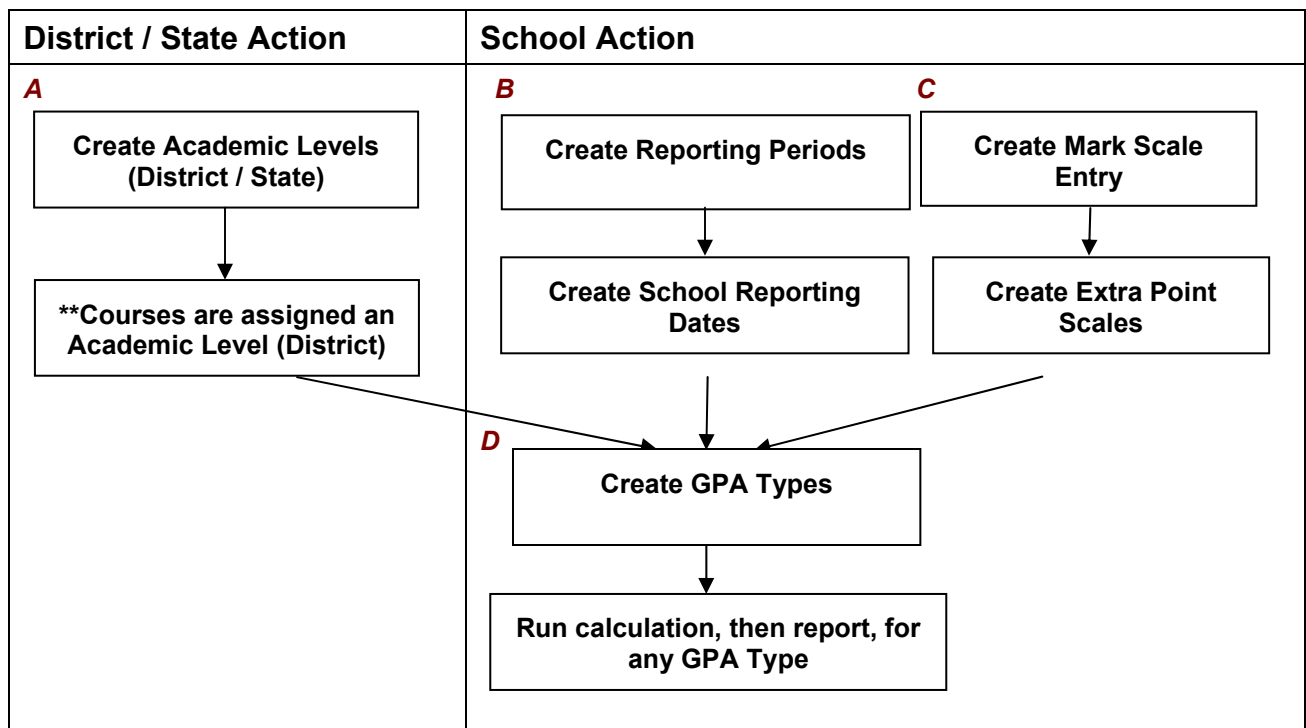 District / State Action
School Action
A
Create Academic Levels
(District / State)
**Courses are assigned an
Academic Level (District)
B
Create Reporting Periods
Create School Reporting
Dates
C
Create Mark Scale
Entry
Create Extra Point
Scales
D
Create GPA Types
Run calculation, then report, for
any GPA Type